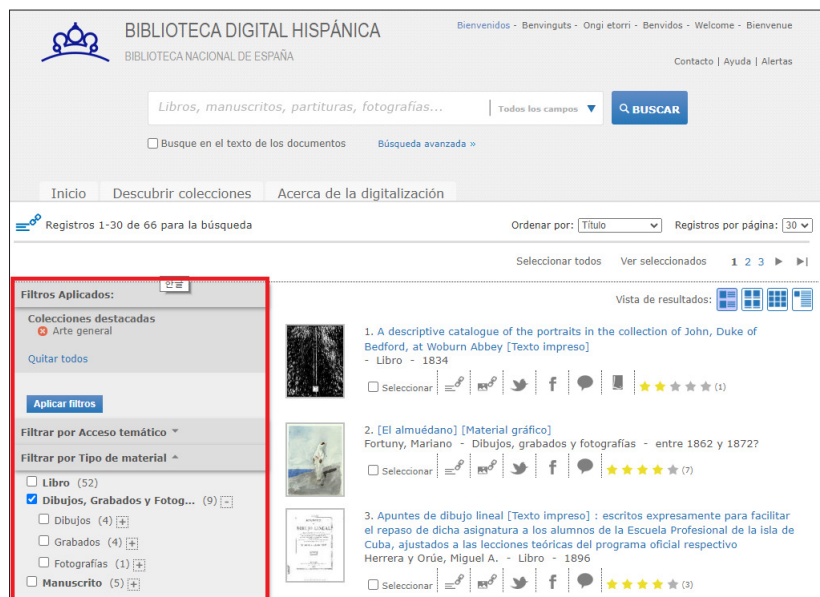 BIBLIOTECA DIGITAL HISPÁNICA
BIBLIOTECA NACIONAL DE ESPAÑA
Bienvenidos - Benvinguts - Ongi etorri - Benvidos - Welcome - Bienvenue
Contacto | Ayuda | Alertas
Libros, manuscritos, partituras, fotografías...
Todos los campos
BUSCAR
Busque en el texto de los documentos
Búsqueda avanzada »
Inicio Descubrir colecciones Acerca de la digitalización
Registros 1-30 de 66 para la búsqueda
Ordenar por: Título
Registros por página: 30
Seleccionar todos Ver seleccionados 1 2 3
한글
Filtros Aplicados:
Colecciones destacadas
Arte general
Quitar todos
Aplicar filtros
Filtrar por Acceso temático
Filtrar por Tipo de material
Libro (52)
Dibujos, Grabados y Fotog... (9) [-]
Dibujos (4) [+]
Grabados (4) [+]
Fotografías (1) [+]
Manuscrito (5) [+]
Vista de resultados:
1. A descriptive catalogue of the portraits in the collection of John, Duke of
Bedford, at Woburn Abbey [Texto impreso]
- Libro - 1834
Seleccionar (1)
2. [El almuédano] [Material gráfico]
Fortuny, Mariano - Dibujos, grabados y fotografías - entre 1862 y 1872?
Seleccionar (7)
3. Apuntes de dibujo lineal [Texto impreso] : escritos expresamente para facilitar
el repaso de dicha asignatura a los alumnos de la Escuela Profesional de la isla de
Cuba, ajustados a las lecciones teóricas del programa oficial respectivo
Herrera y Orúe, Miguel A. - Libro - 1896
Seleccionar (3)